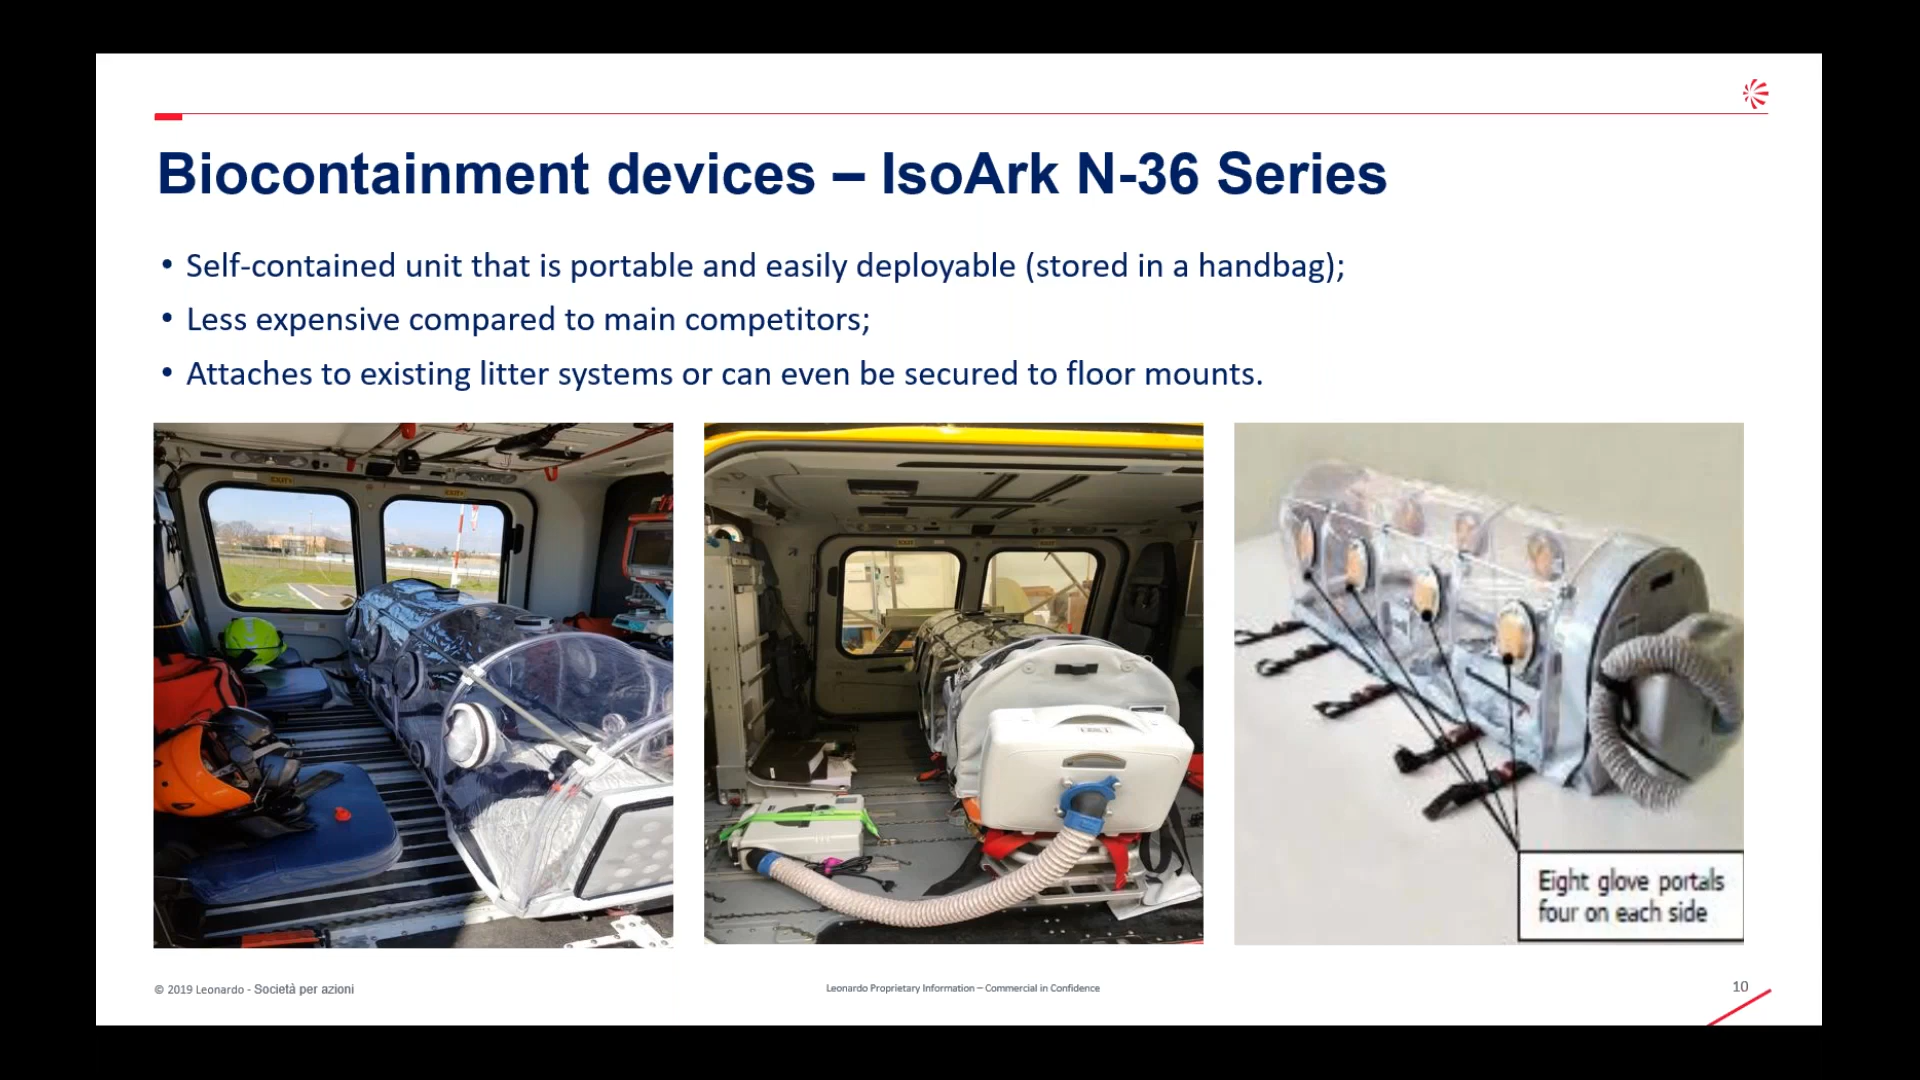 Biocontainment devices – IsoArk N-36 Series
• Self-contained unit that is portable and easily deployable (stored in a handbag);
• Less expensive compared to main competitors;
• Attaches to existing litter systems or can even be secured to floor mounts.
EXIT
EXIT
Eight glove portals
four on each side
© 2019 Leonardo - Società per azioni
Leonardo Proprietary Information – Commercial in Confidence
10